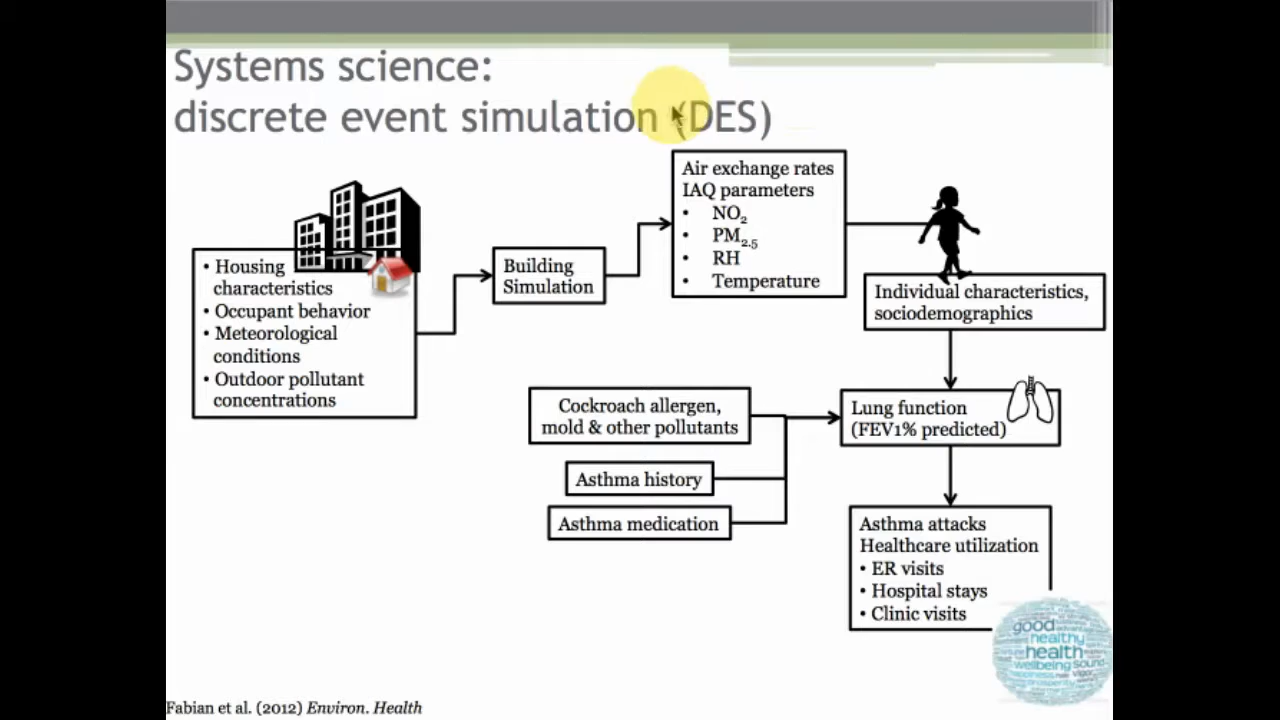 Systems science:
discrete event simulation (DES)
Air exchange rates
IAQ parameters
• NO2
• PM2.5
• RH
• Temperature
• Housing
characteristics
• Occupant behavior
• Meteorological
conditions
• Outdoor pollutant
concentrations
Building
Simulation
Individual characteristics,
sociodemographics
Cockroach allergen,
mold & other pollutants
Asthma history
Asthma medication
Lung function
(FEV1% predicted)
Asthma attacks
Healthcare utilization
• ER visits
• Hospital stays
• Clinic visits
good
healthy
health
wellbeing sound
Fabian et al. (2012) Environ. Health